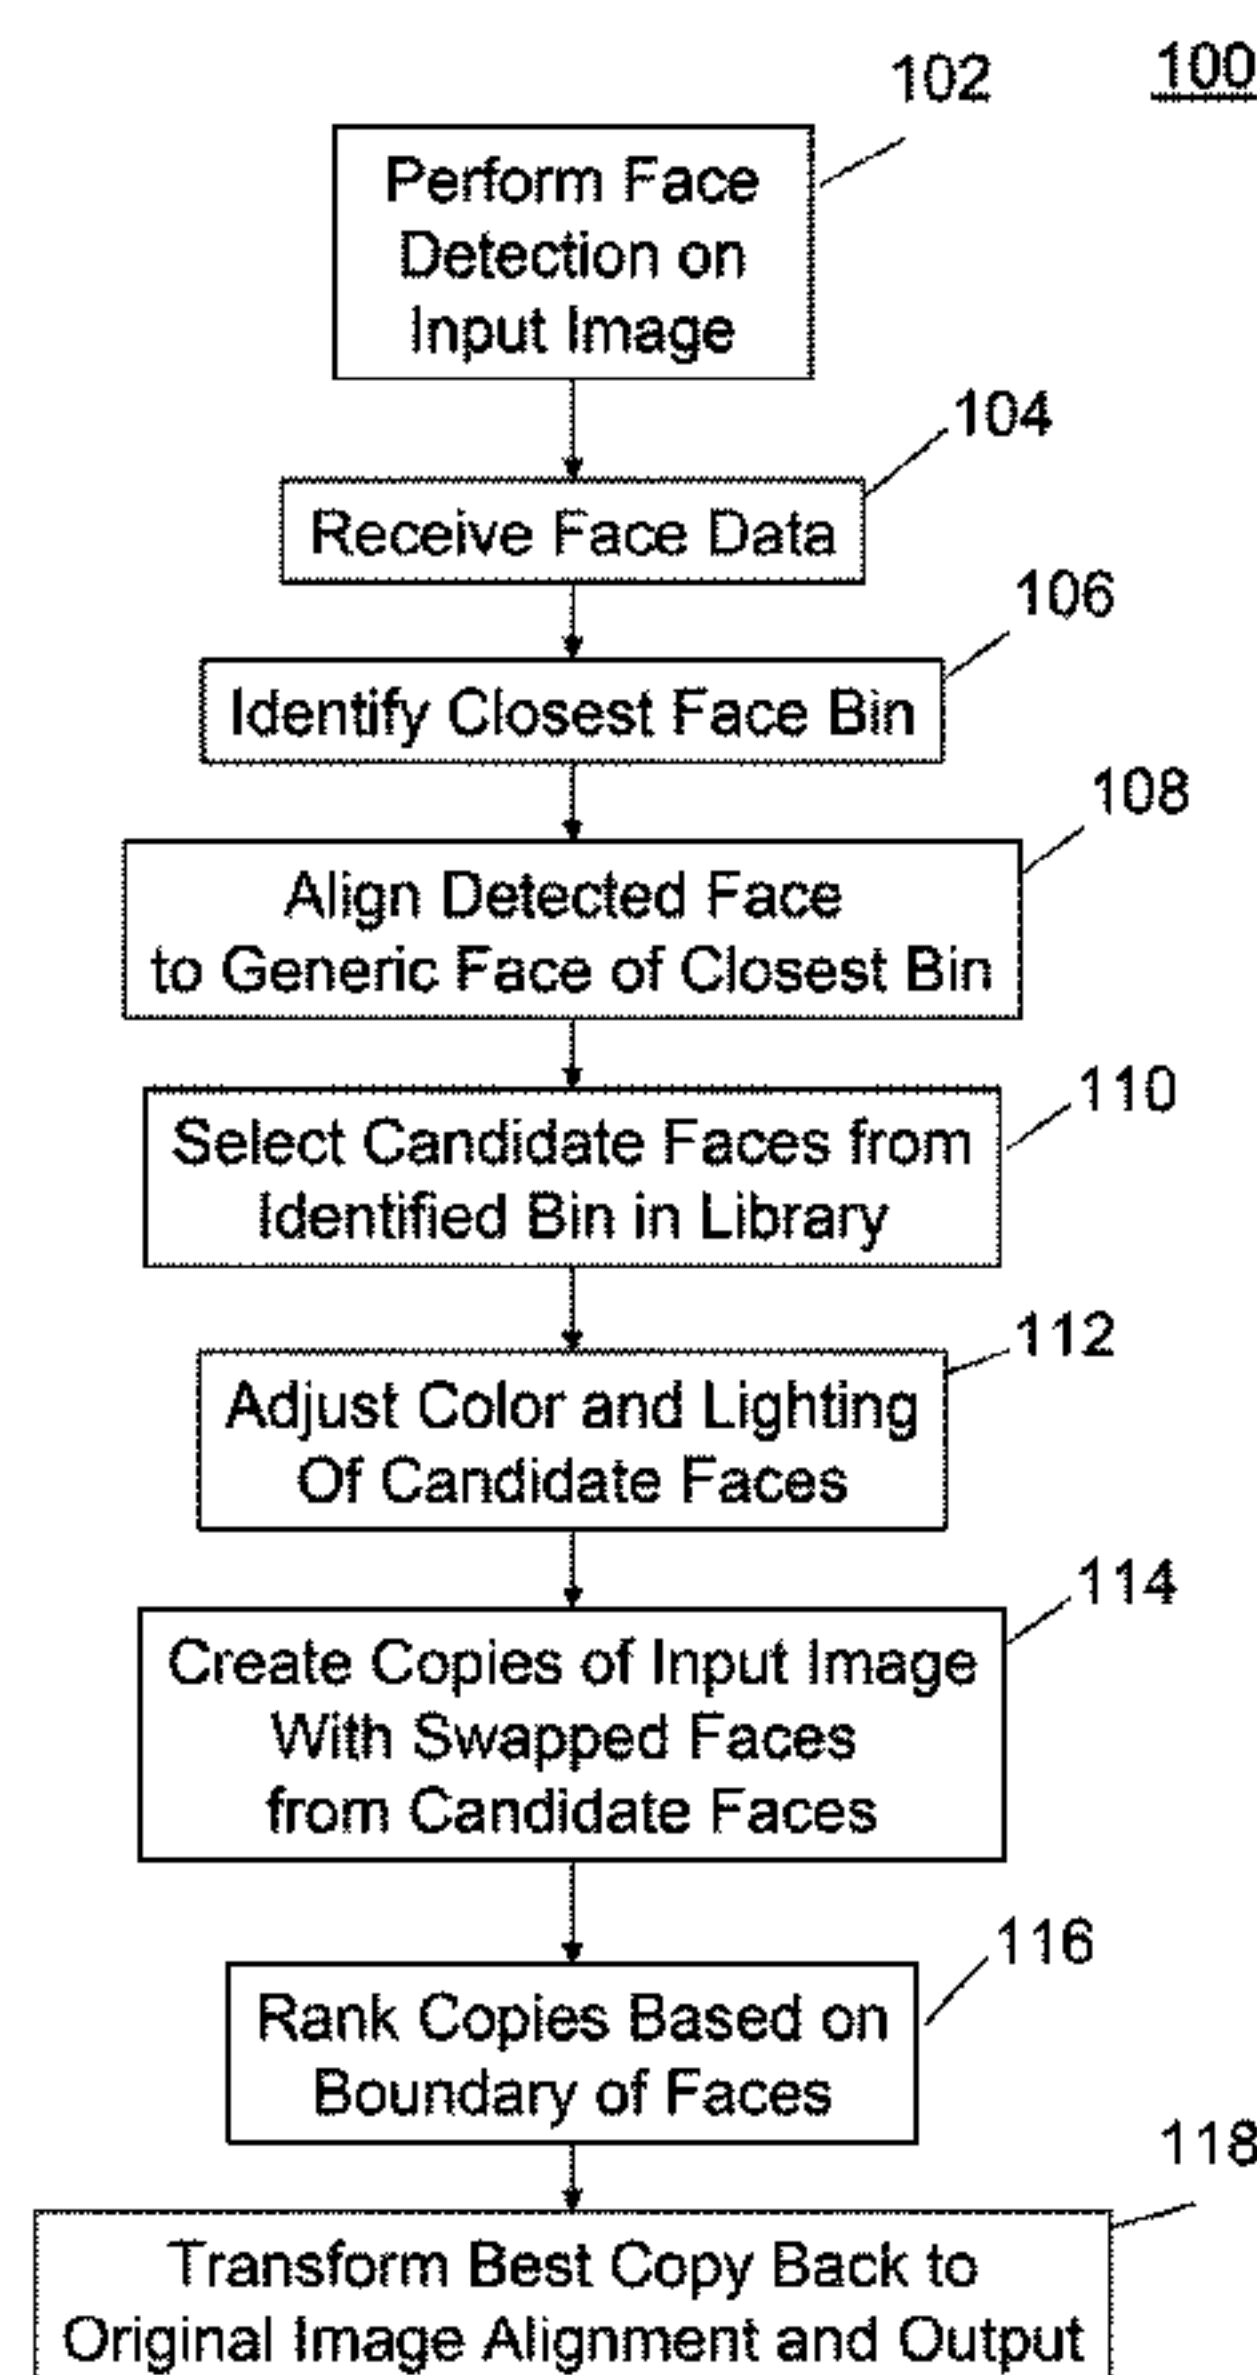 100
102
Perform Face
Detection on
Input Image
104
Receive Face Data
106
Identify Closest Face Bin
108
Align Detected Face
to Generic Face of Closest Bin
110
Select Candidate Faces from
Identified Bin in Library
112
Adjust Color and Lighting
Of Candidate Faces
114
Create Copies of Input Image
With Swapped Faces
from Candidate Faces
116
Rank Copies Based on
Boundary of Faces
118
Transform Best Copy Back to
Original Image Alignment and Output